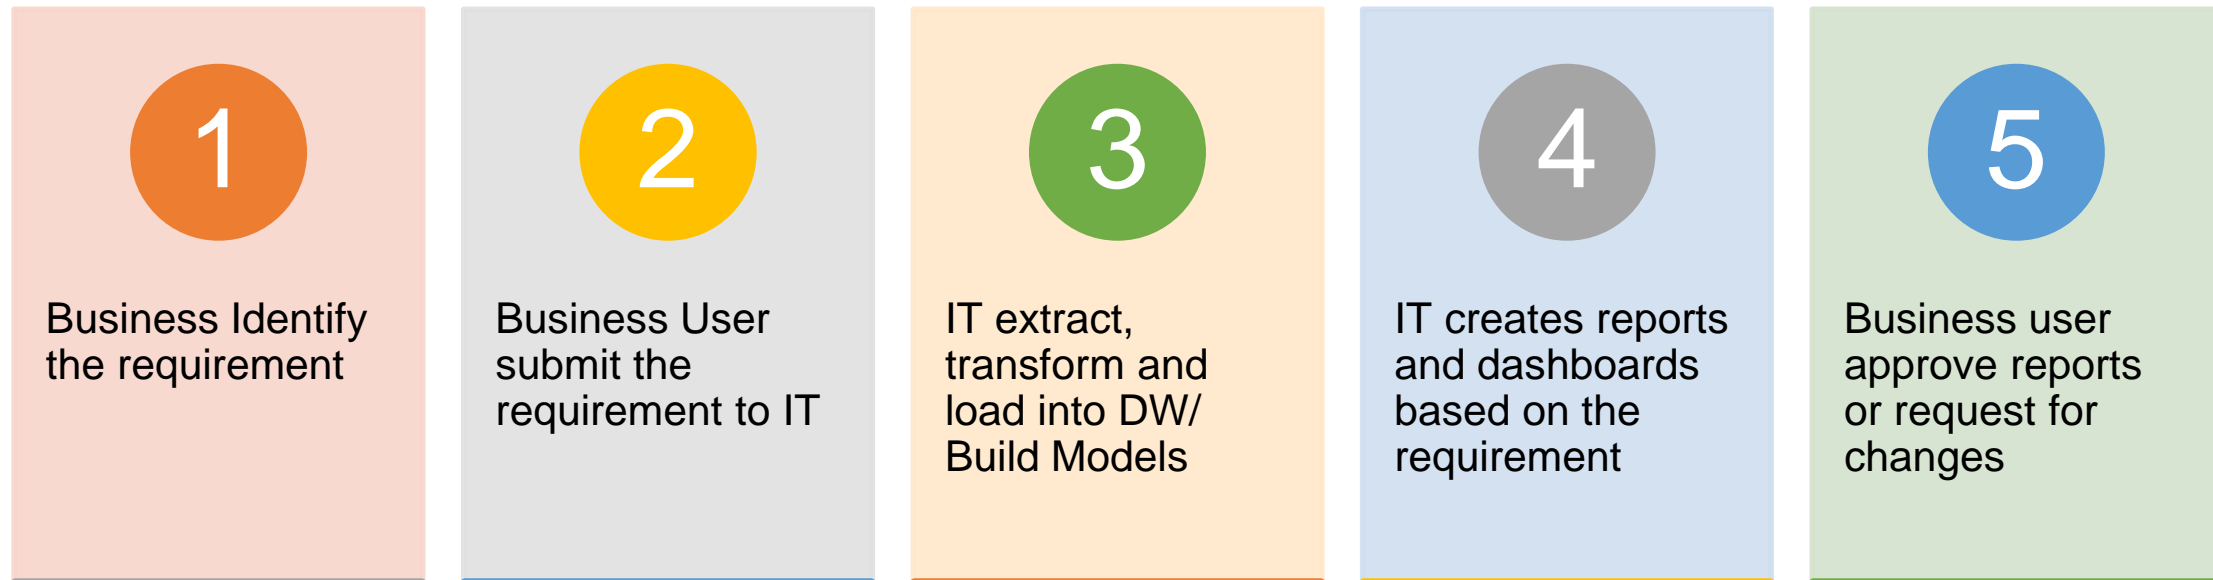 1
Business Identify
the requirement
2
Business User
submit the
requirement to IT
3
IT extract,
transform and
load into DW/
Build Models
4
IT creates reports
and dashboards
based on the
requirement
5
Business user
approve reports
or request for
changes